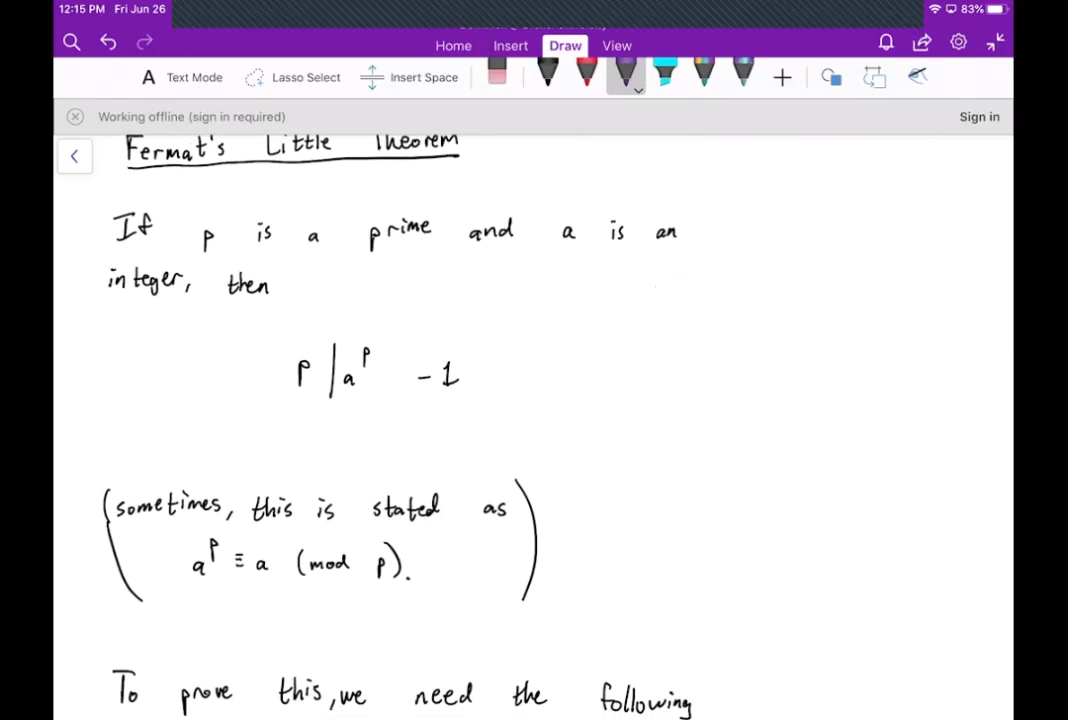 12:15 PM Fri Jun 26
83%
Home Insert Draw View
A Text Mode Lasso Select Insert Space
Working offline (sign in required) Sign in
Fermat's Little Theorem
If p is a prime and a is an
integer, then
p | a^p - 1
(sometimes, this is stated as
a^p ≡ a (mod p).)
To prove this, we need the following